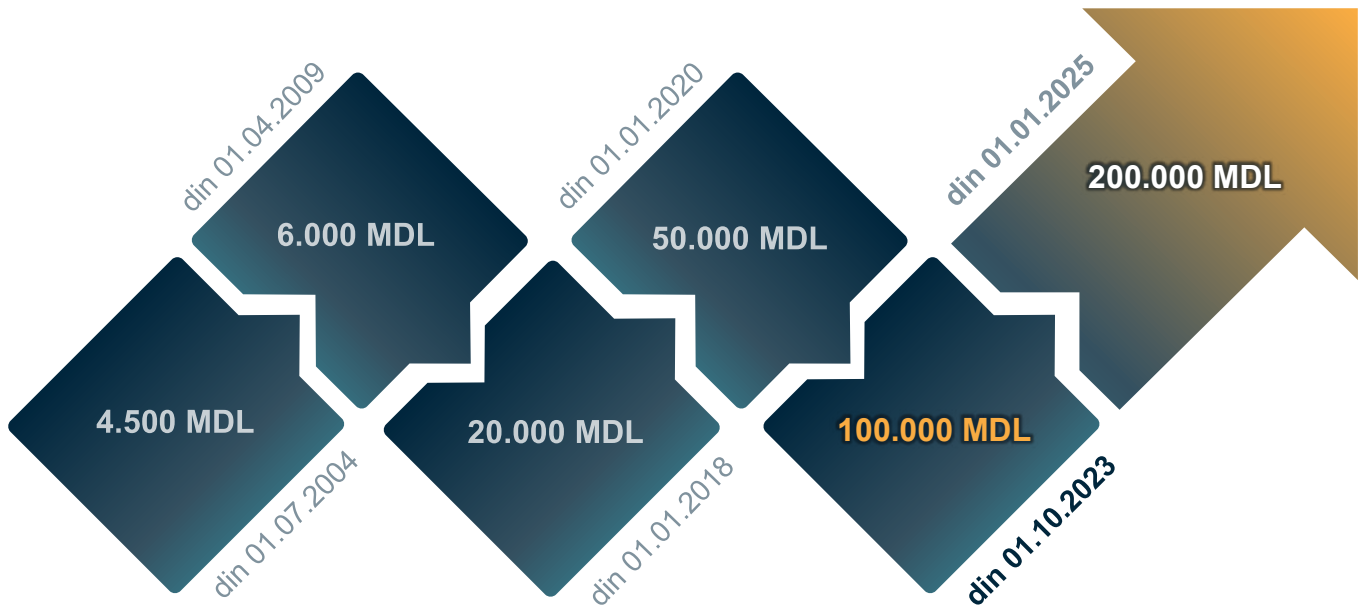 din 01.07.2004
4.500 MDL
din 01.04.2009
6.000 MDL
din 01.01.2018
20.000 MDL
din 01.01.2020
50.000 MDL
din 01.10.2023
100.000 MDL
din 01.01.2025
200.000 MDL